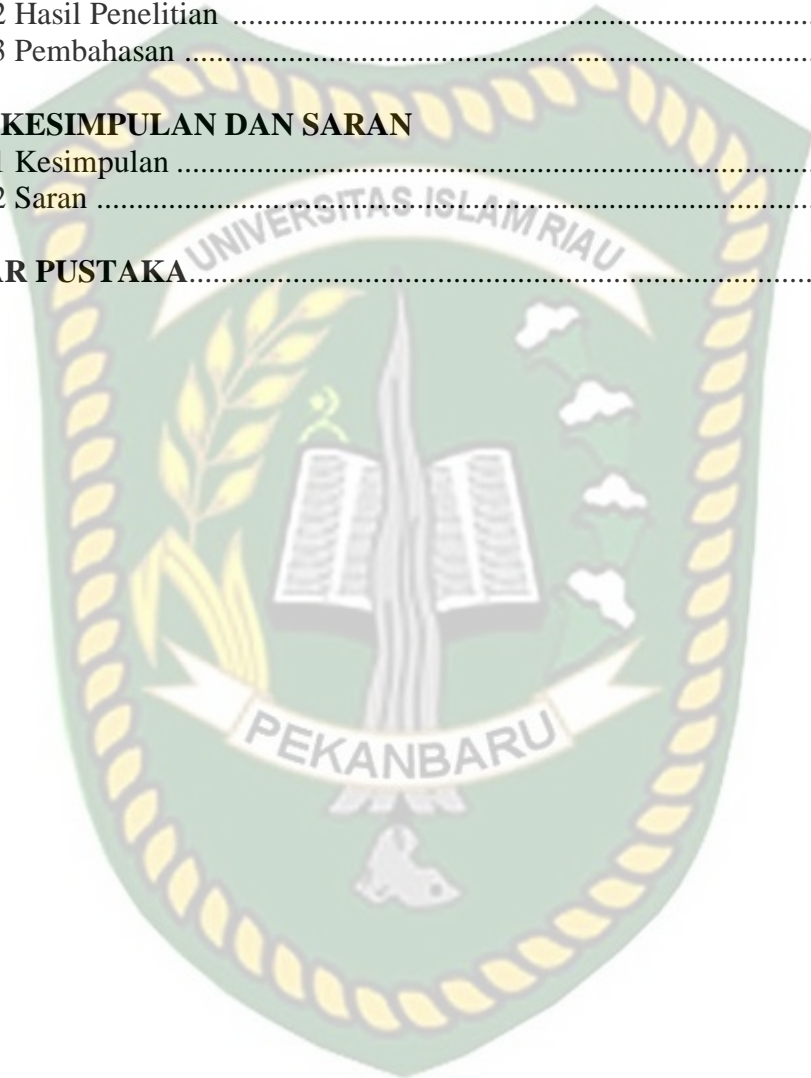 2 Hasil Penelitian ........................................................................
3 Pembahasan ................................................................................
KESIMPULAN DAN SARAN
1 Kesimpulan .................................................................................
2 Saran ............................................................................................
UNIVERSITAS ISLAM RIAU
AR PUSTAKA................................................................................
PEKANBARU